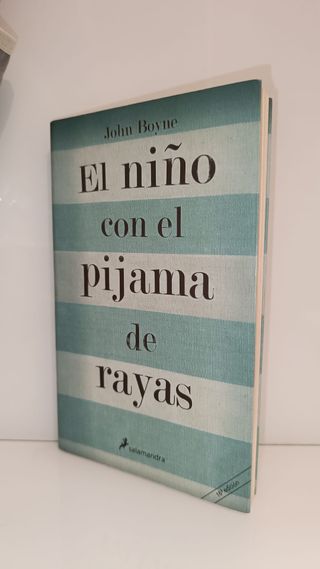 John Boyne
El niño
con el
pijama
de
rayas
salamandra